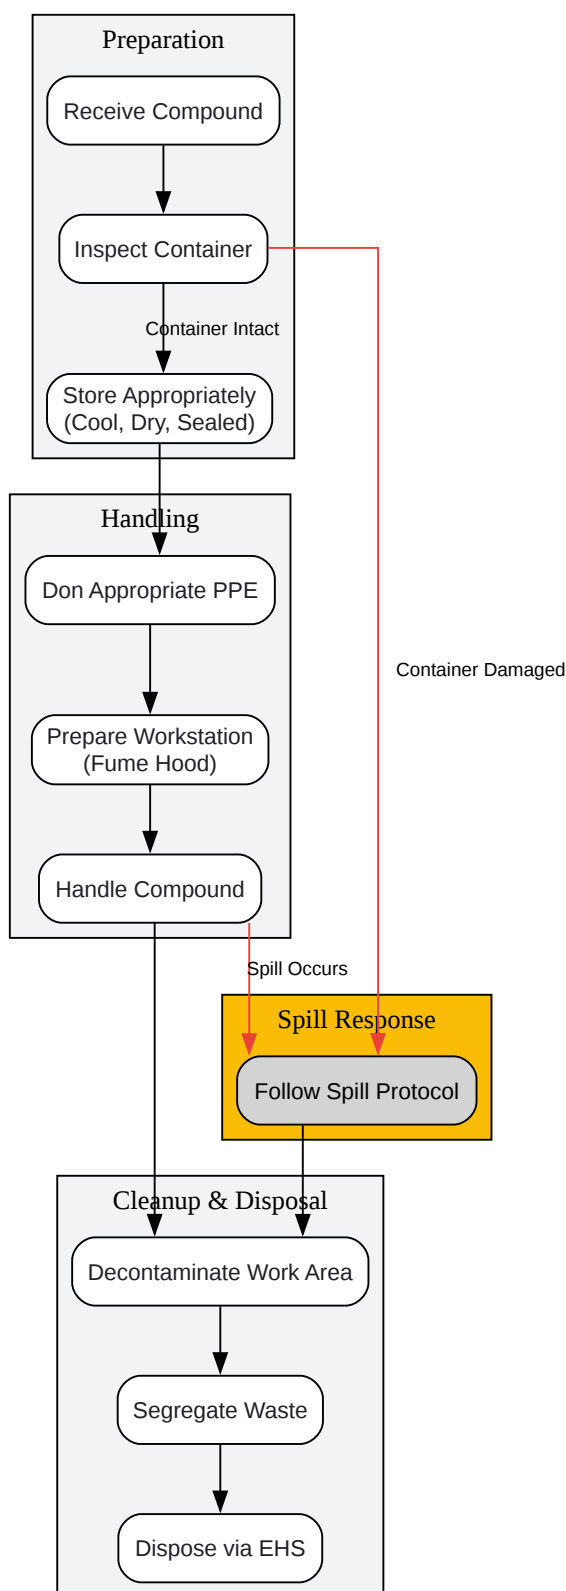 Preparation
Receive Compound
Inspect Container
Container Intact
Store Appropriately
(Cool, Dry, Sealed)
Handling
Don Appropriate PPE
Container Damaged
Prepare Workstation
(Fume Hood)
Handle Compound
Spill Occurs
Spill Response
Follow Spill Protocol
Cleanup & Disposal
Decontaminate Work Area
Segregate Waste
Dispose via EHS